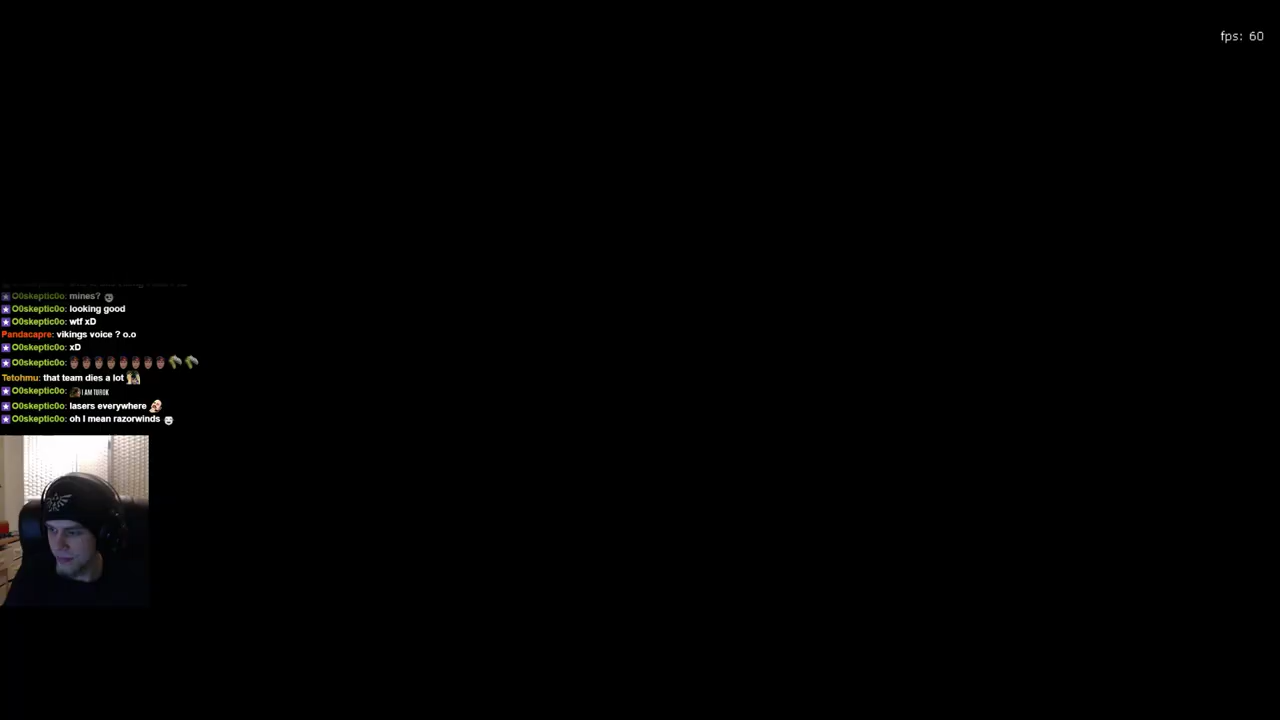 fps: 60
O0skeptic0o: mines?
O0skeptic0o: looking good
O0skeptic0o: wtf xD
Pandacapre: vikings voice ? o.o
O0skeptic0o: xD
O0skeptic0o:
Tetohmu: that team dies a lot
O0skeptic0o: I AM TUROK
O0skeptic0o: lasers everywhere
O0skeptic0o: oh I mean razorwinds